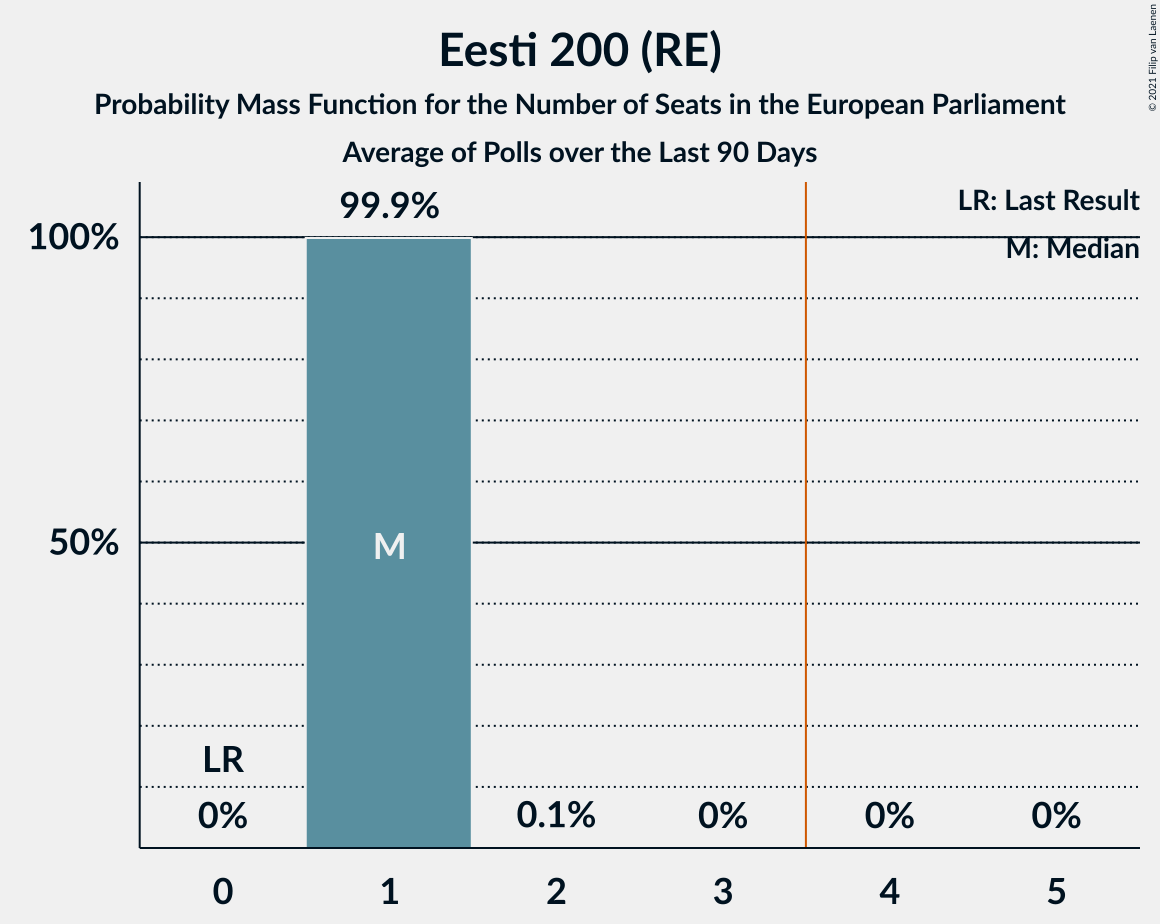 Eesti 200 (RE)
Probability Mass Function for the Number of Seats in the European Parliament
Average of Polls over the Last 90 Days
© 2021 Filip van Laenen
LR: Last Result
M: Median
99.9%
100%
50%
M
LR
0%
0.1%
0%
0%
0%
0
1
2
3
4
5